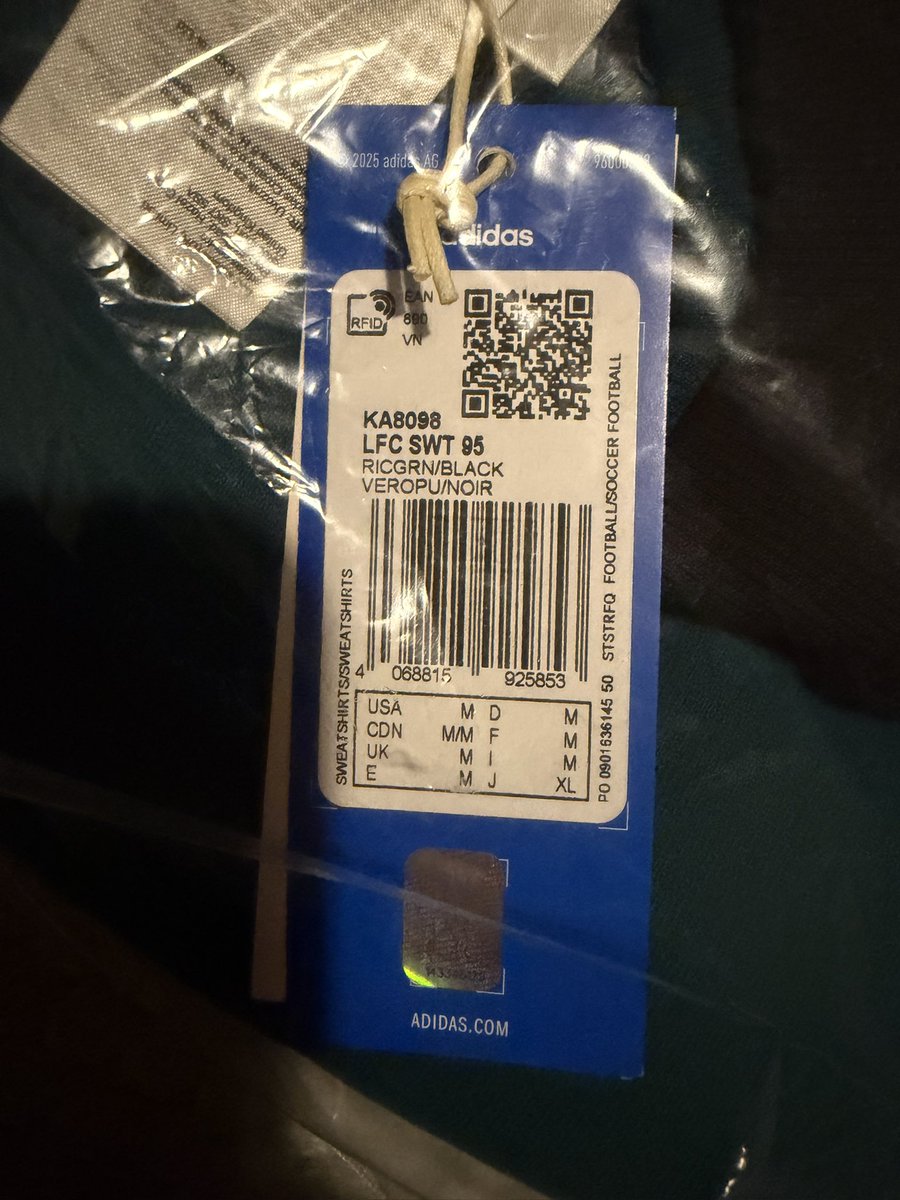 © 2025 adidas AG
adidas
RFID
EAN
890
VN
KA8098
LFC SWT 95
RICGRN/BLACK
VEROPU/NOIR
4 068815 925853
SWEATSHIRTS/SWEATSHIRTS
PO 0901636145 50 STSTRFQ FOOTBALL/SOCCER FOOTBALL
USA M D M
CDN M/M F M
UK M I M
E M J XL
ADIDAS.COM